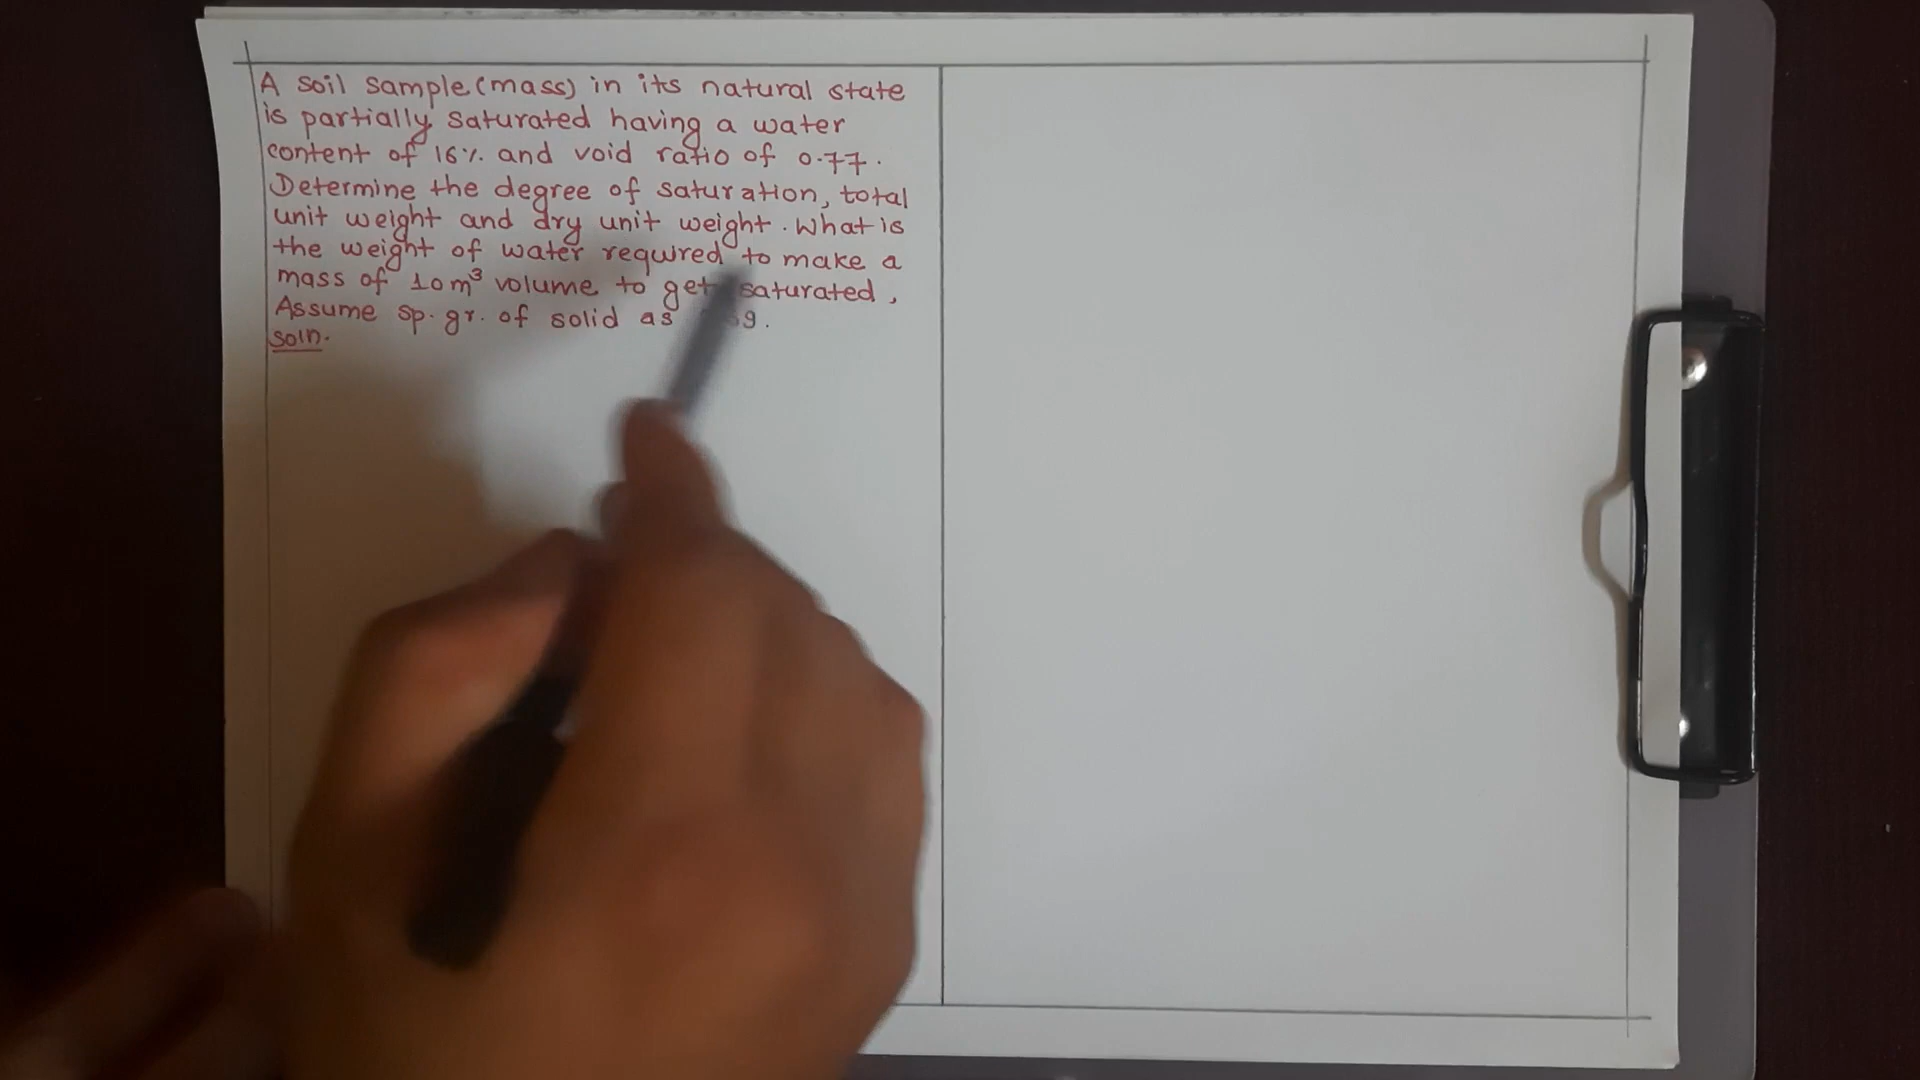 A soil sample (mass) in its natural state
is partially saturated having a water
content of 16% and void ratio of 0.77.
Determine the degree of saturation, total
unit weight and dry unit weight. What is
the weight of water required to make a
mass of 10m³ volume to get saturated,
Assume sp. gr. of solid as
soln.